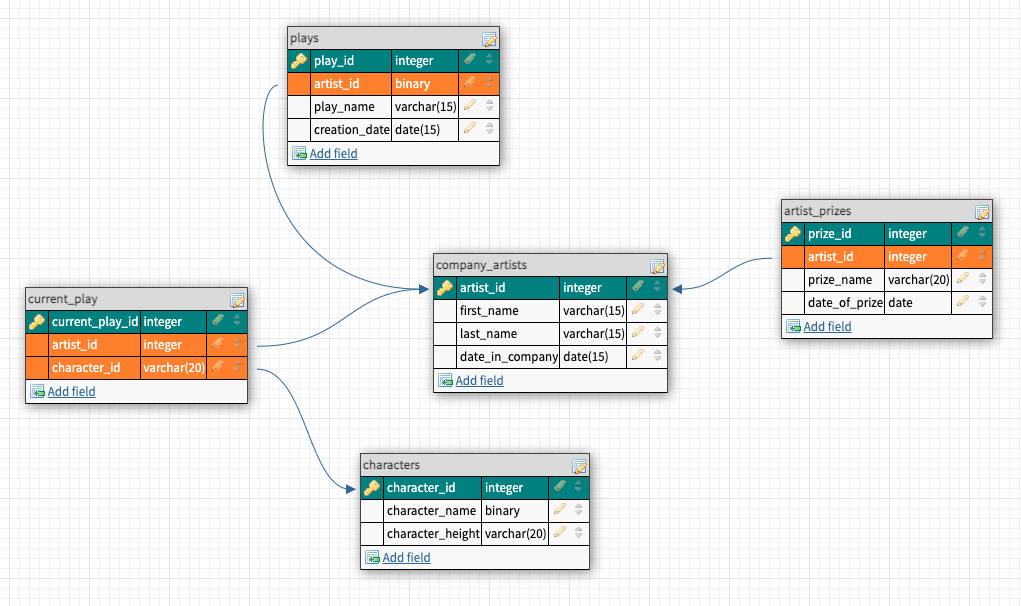 plays
play_id integer
artist_id binary
play_name varchar(15)
creation_date date(15)
Add field
artist_prizes
prize_id integer
artist_id integer
prize_name varchar(20)
date_of_prize date
Add field
company_artists
artist_id integer
first_name varchar(15)
last_name varchar(15)
date_in_company date(15)
Add field
current_play
current_play_id integer
artist_id integer
character_id varchar(20)
Add field
characters
character_id integer
character_name binary
character_height varchar(20)
Add field